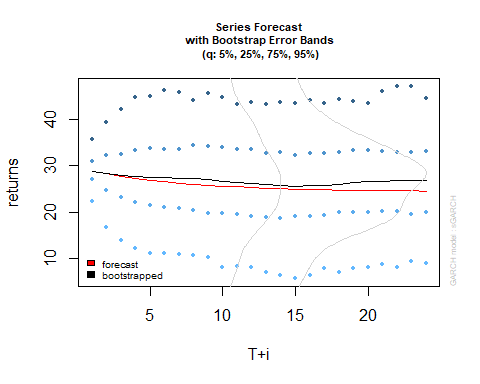 Series Forecast
with Bootstrap Error Bands
(q: 5%, 25%, 75%, 95%)
returns
40
30
20
10
forecast
bootstrapped
5
10
15
20
T+i
GARCH model : sGARCH